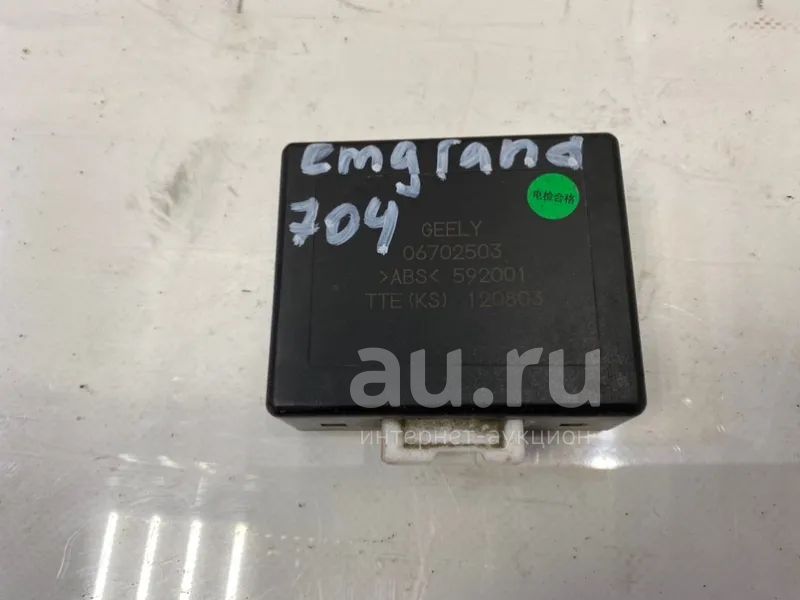 emgrand
704
电检合格
GEELY
06702503
>ABS< 592001
TTE(KS) 120803
au.ru
интернет-аукцион